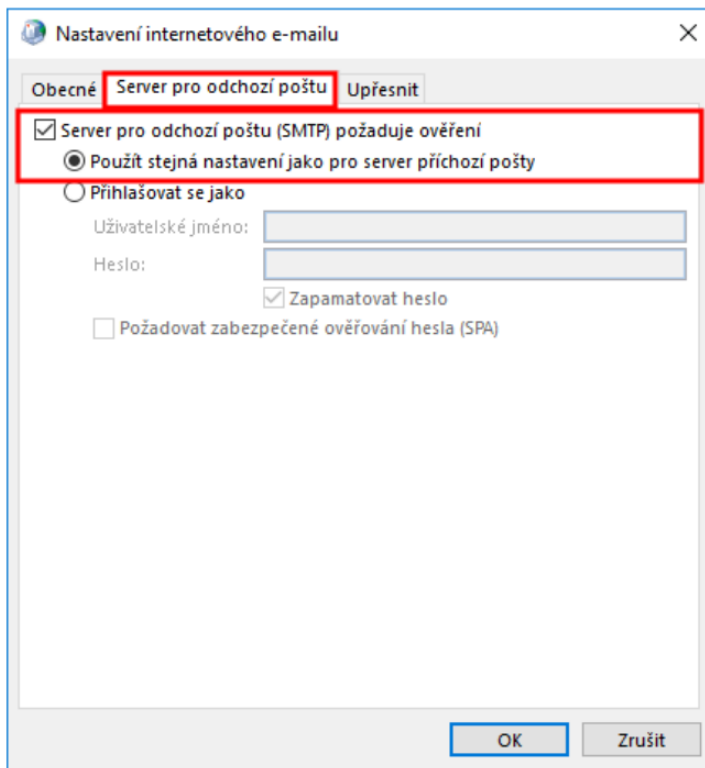 Nastavení internetového e-mailu
Obecné Server pro odchozí poštu Upřesnit
Server pro odchozí poštu (SMTP) požaduje ověření
Použít stejná nastavení jako pro server příchozí pošty
Přihlašovat se jako
Uživatelské jméno:
Heslo:
Zapamatovat heslo
Požadovat zabezpečené ověřování hesla (SPA)
OK Zrušit